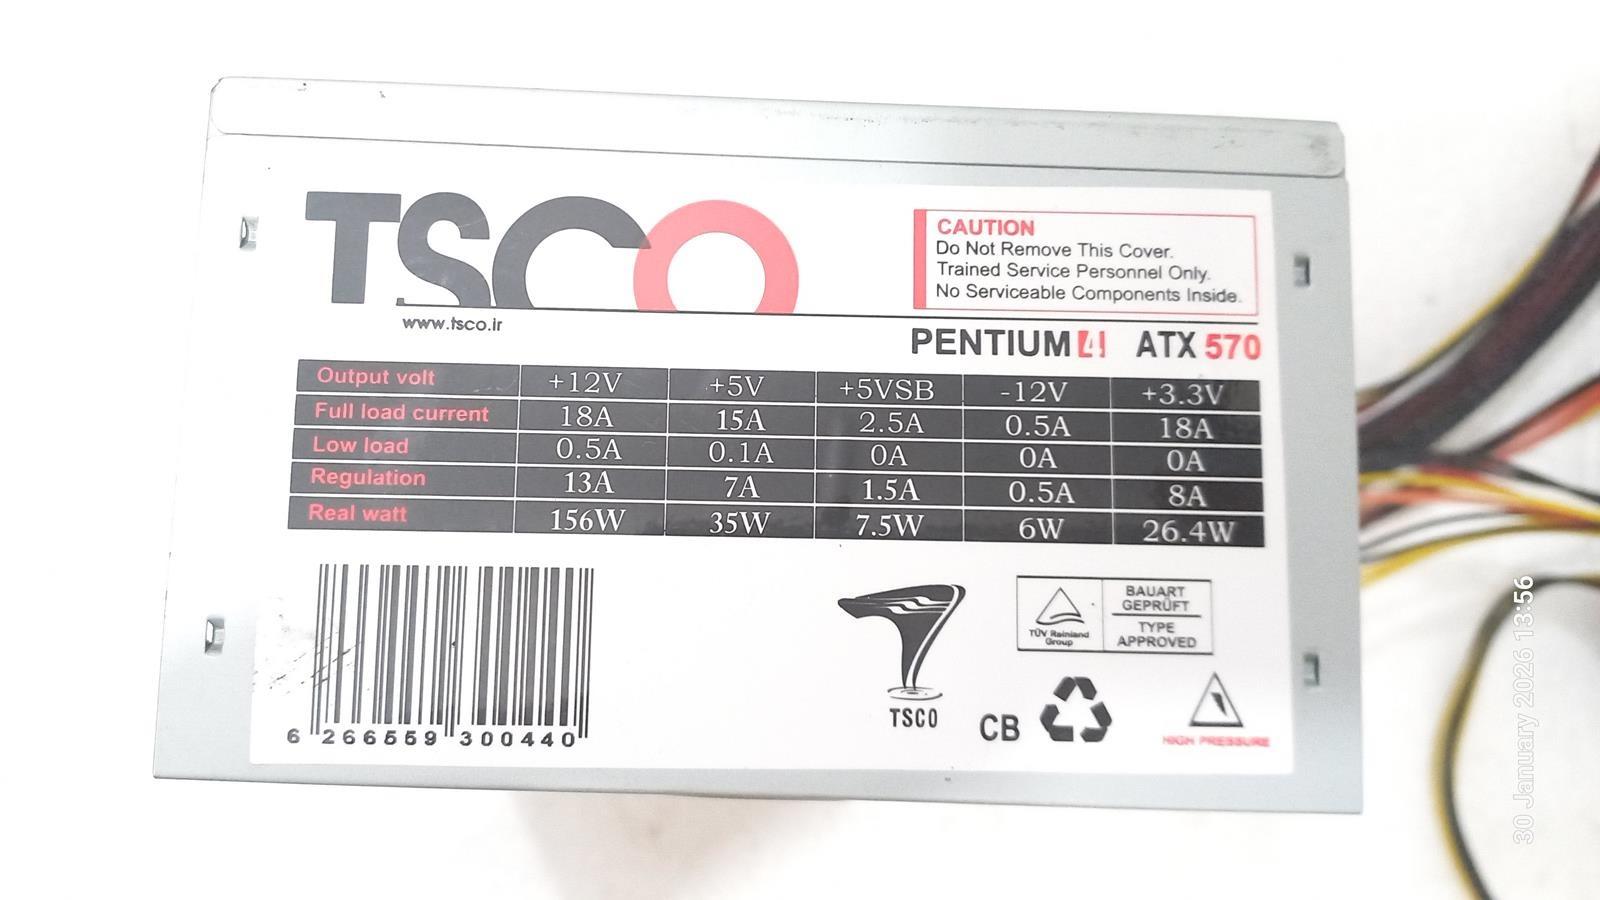 TSCO
www.tsco.ir
CAUTION
Do Not Remove This Cover.
Trained Service Personnel Only.
No Serviceable Components Inside.
PENTIUM 4! ATX 570
Output volt +12V +5V +5VSB -12V +3.3V
Full load current 18A 15A 2.5A 0.5A 18A
Low load 0.5A 0.1A 0A 0A 0A
Regulation 13A 7A 1.5A 0.5A 8A
Real watt 156W 35W 7.5W 6W 26.4W
6 266559 300440
TSCO
CB
TÜV Rainland
Group
BAUART
GEPRÜFT
TYPE
APPROVED
HIGH PRESSURE
30 January 2026 13:56